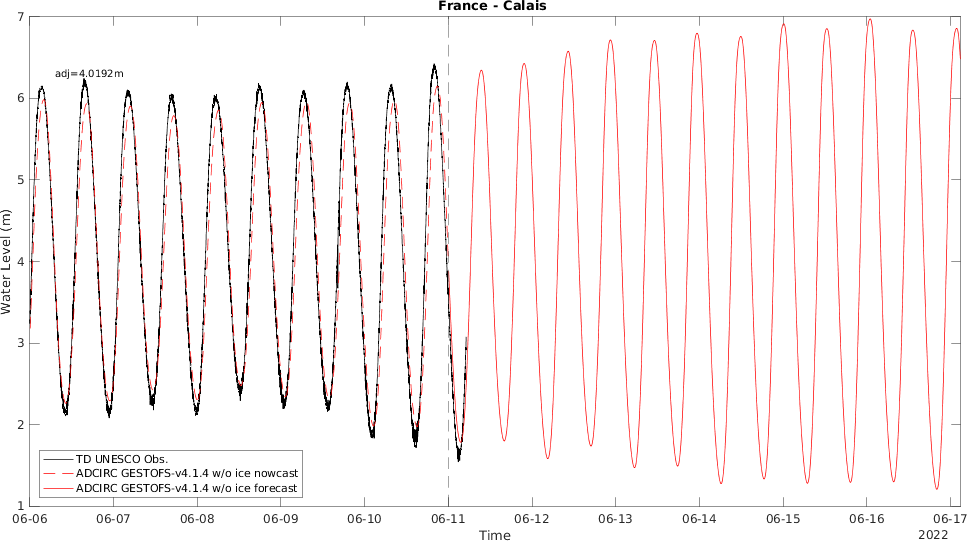 France - Calais
7
adj=4.0192m
6
5
4
3
2
1
Water Level (m)
TD UNESCO Obs.
ADCIRC GESTOFS-v4.1.4 w/o ice nowcast
ADCIRC GESTOFS-v4.1.4 w/o ice forecast
06-06 06-07 06-08 06-09 06-10 06-11 06-12 06-13 06-14 06-15 06-16 06-17
Time
2022